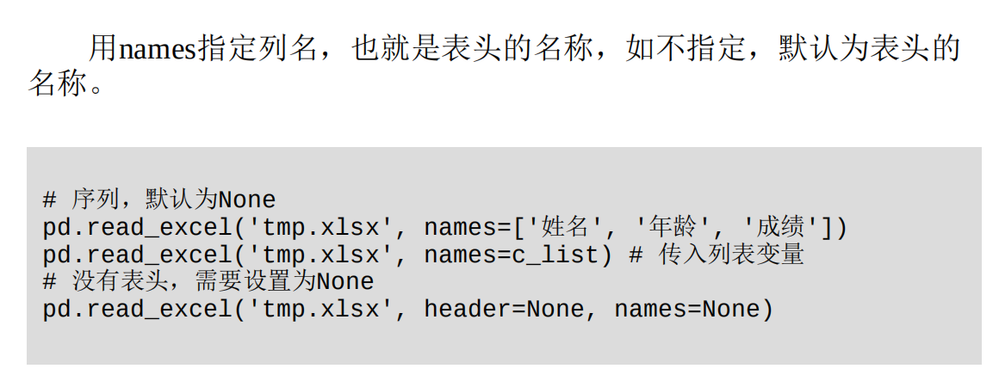 用names指定列名，也就是表头的名称，如不指定，默认为表头的
名称。
# 序列，默认为None
pd.read_excel('tmp.xlsx', names=['姓名', '年龄', '成绩'])
pd.read_excel('tmp.xlsx', names=c_list) # 传入列表变量
# 没有表头，需要设置为None
pd.read_excel('tmp.xlsx', header=None, names=None)